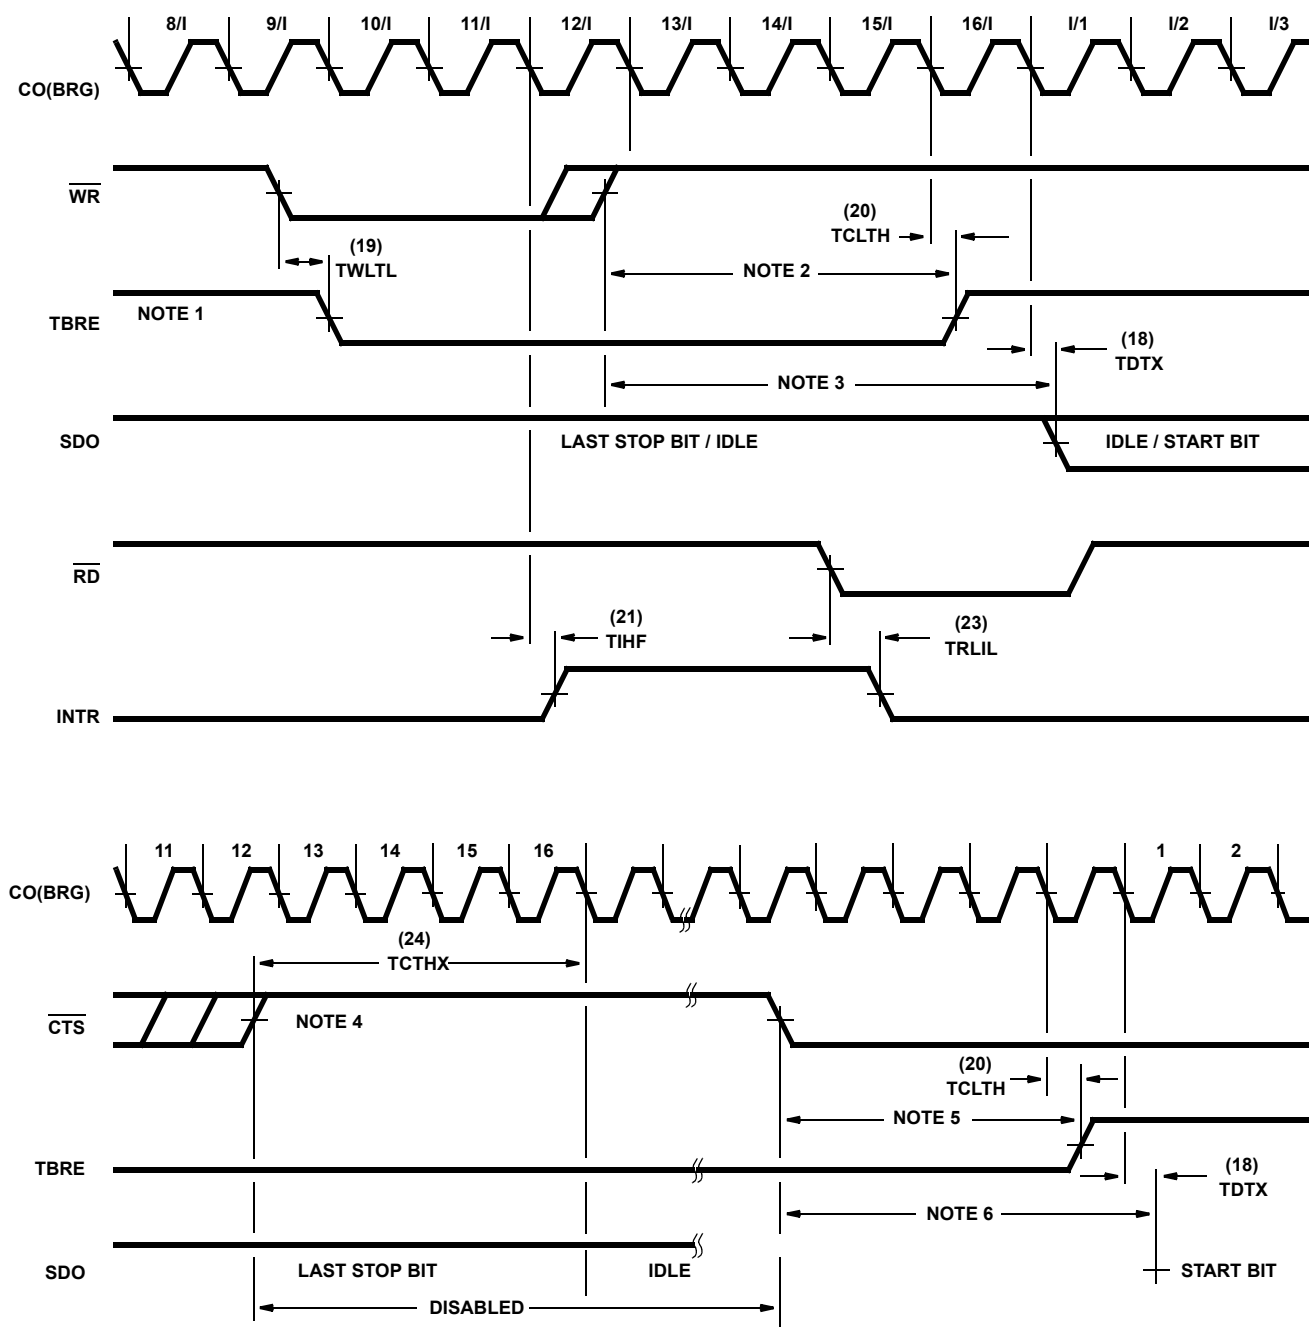 8/I 9/I 10/I 11/I 12/I 13/I 14/I 15/I 16/I I/1 I/2 I/3
CO(BRG)
WR
(19)
TWLTL
(20)
TCLTH
NOTE 2
NOTE 1
TBRE
(18)
TDTX
NOTE 3
SDO
LAST STOP BIT / IDLE
IDLE / START BIT
RD
(21)
TIHF
(23)
TRLIL
INTR
11 12 13 14 15 16 1 2
CO(BRG)
(24)
TCTHX
CTS
NOTE 4
(20)
TCLTH
NOTE 5
TBRE
(18)
TDTX
NOTE 6
SDO
LAST STOP BIT
IDLE
START BIT
DISABLED